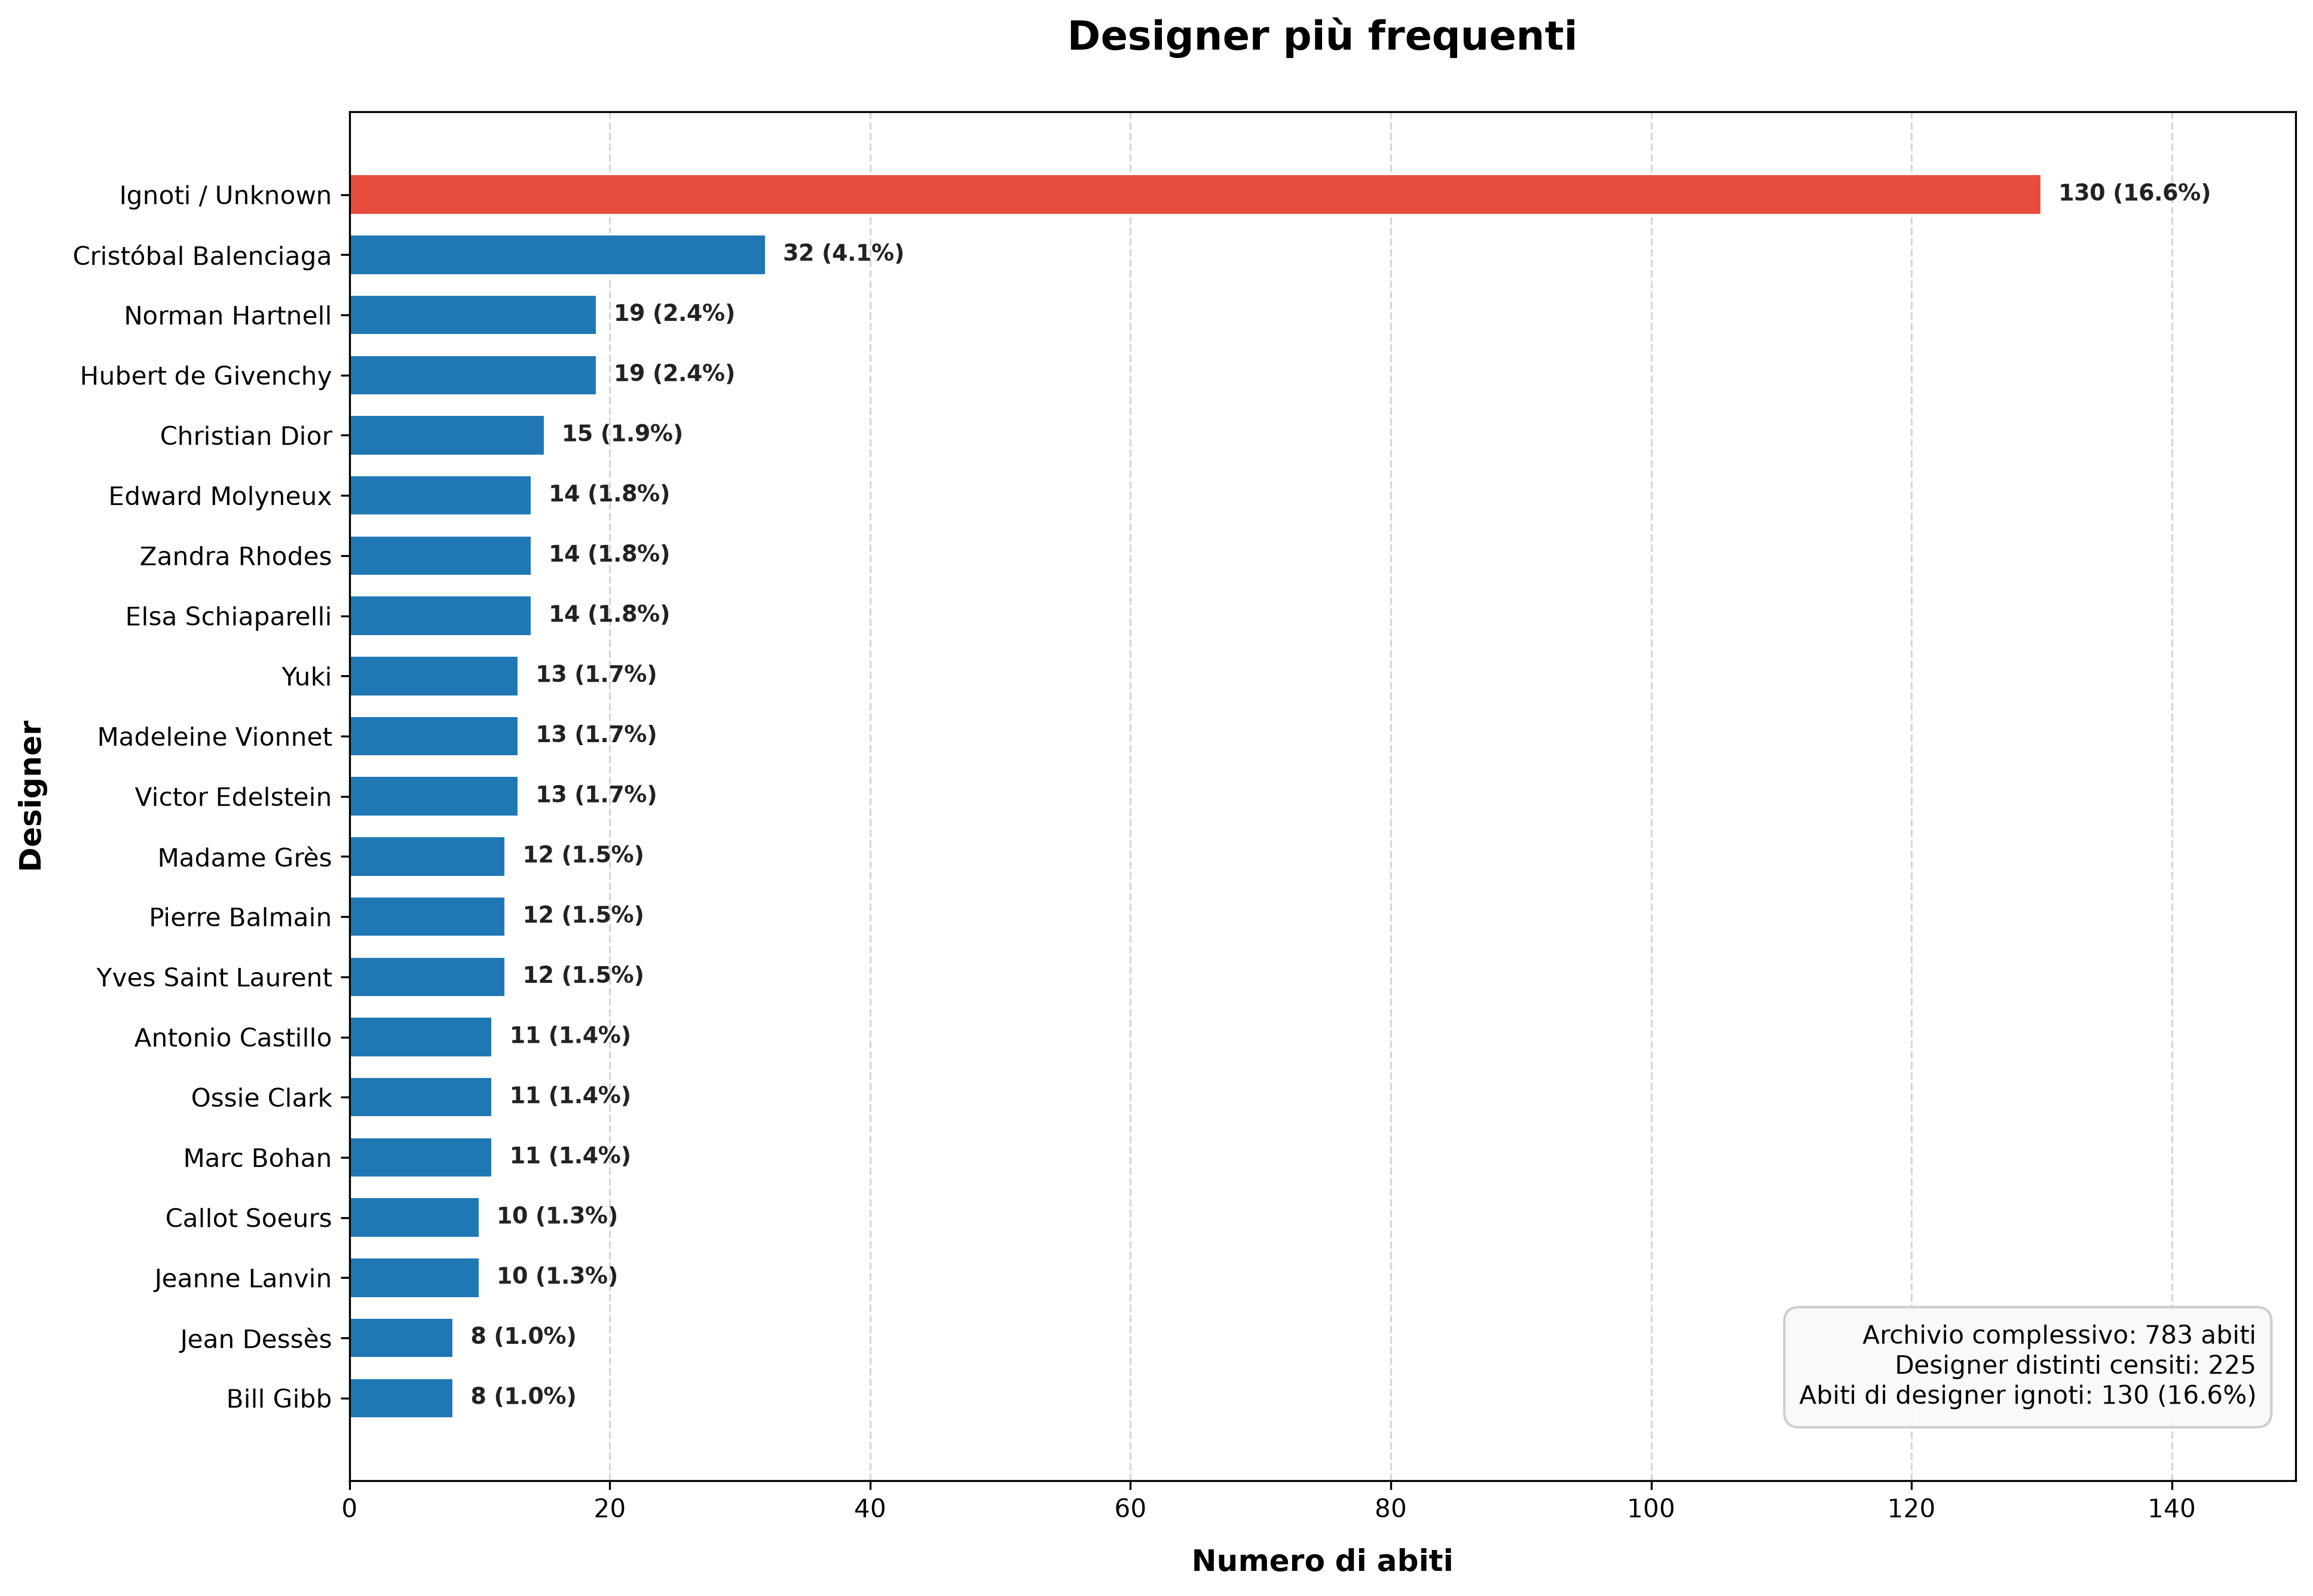 Designer più frequenti
Ignoti / Unknown 130 (16.6%)
Cristóbal Balenciaga 32 (4.1%)
Norman Hartnell 19 (2.4%)
Hubert de Givenchy 19 (2.4%)
Christian Dior 15 (1.9%)
Edward Molyneux 14 (1.8%)
Zandra Rhodes 14 (1.8%)
Elsa Schiaparelli 14 (1.8%)
Yuki 13 (1.7%)
Madeleine Vionnet 13 (1.7%)
Victor Edelstein 13 (1.7%)
Madame Grès 12 (1.5%)
Pierre Balmain 12 (1.5%)
Yves Saint Laurent 12 (1.5%)
Antonio Castillo 11 (1.4%)
Ossie Clark 11 (1.4%)
Marc Bohan 11 (1.4%)
Callot Soeurs 10 (1.3%)
Jeanne Lanvin 10 (1.3%)
Jean Dessès 8 (1.0%)
Bill Gibb 8 (1.0%)
Designer
Archivio complessivo: 783 abiti
Designer distinti censiti: 225
Abiti di designer ignoti: 130 (16.6%)
0 20 40 60 80 100 120 140
Numero di abiti